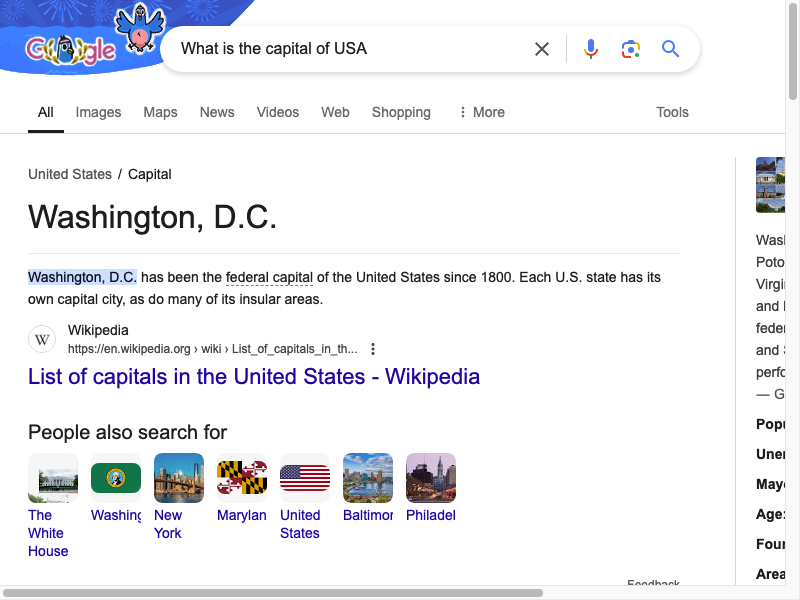 Google
What is the capital of USA
All Images Maps News Videos Web Shopping More Tools
United States / Capital
Washington, D.C.
Washington, D.C. has been the federal capital of the United States since 1800. Each U.S. state has its
own capital city, as do many of its insular areas.
W
Wikipedia
https://en.wikipedia.org › wiki › List_of_capitals_in_th...
List of capitals in the United States - Wikipedia
People also search for
The White House
Washing
New York
Marylan
United States
Baltimor
Philadel
Feedback
Poto
Virgi
and
feder
and
perfo
— G
Popu
Uner
Mayo
Age:
Four
Area